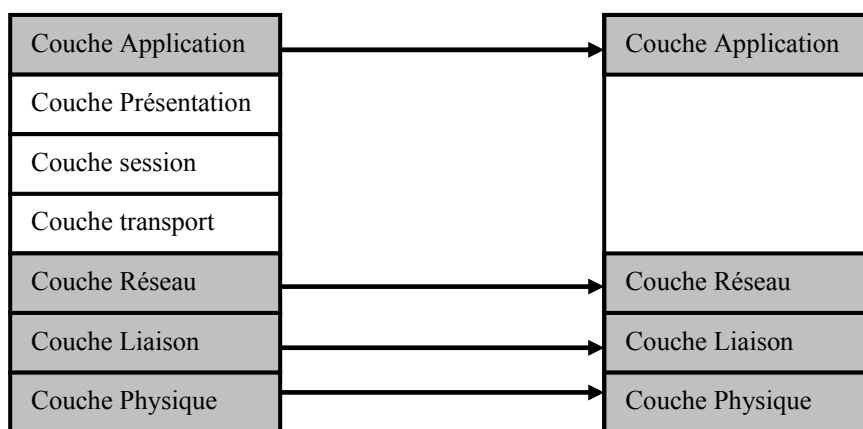 Couche Application
Couche Présentation
Couche session
Couche transport
Couche Réseau
Couche Liaison
Couche Physique
Couche Application
Couche Réseau
Couche Liaison
Couche Physique